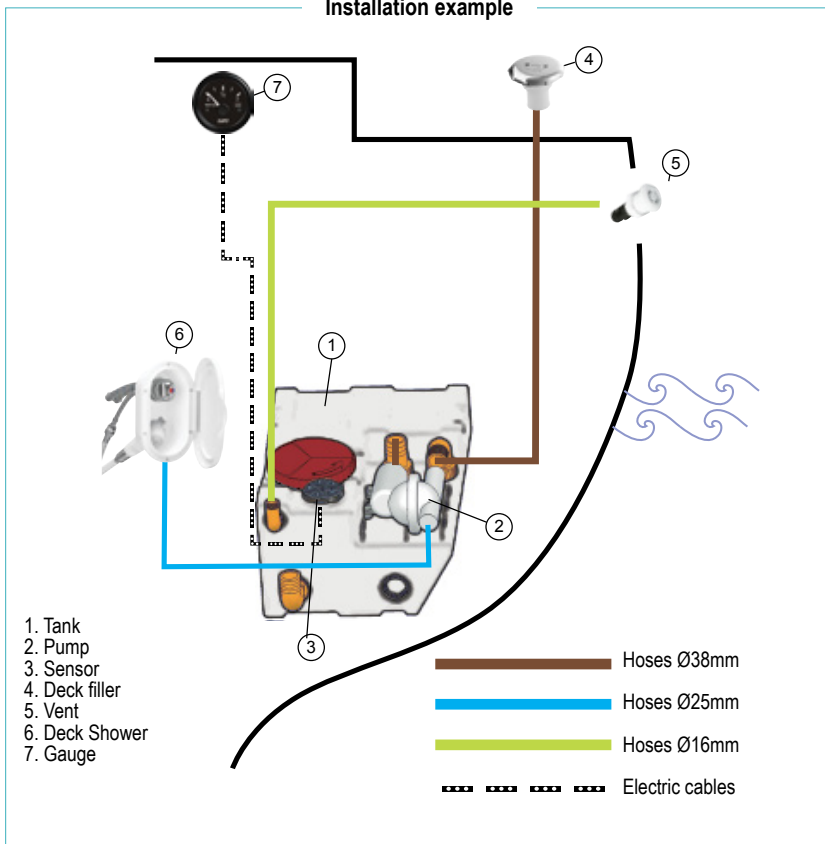 Installation example
7
4
5
6
1
2
3
1. Tank
2. Pump
3. Sensor
4. Deck filler
5. Vent
6. Deck Shower
7. Gauge
Hoses Ø38mm
Hoses Ø25mm
Hoses Ø16mm
Electric cables